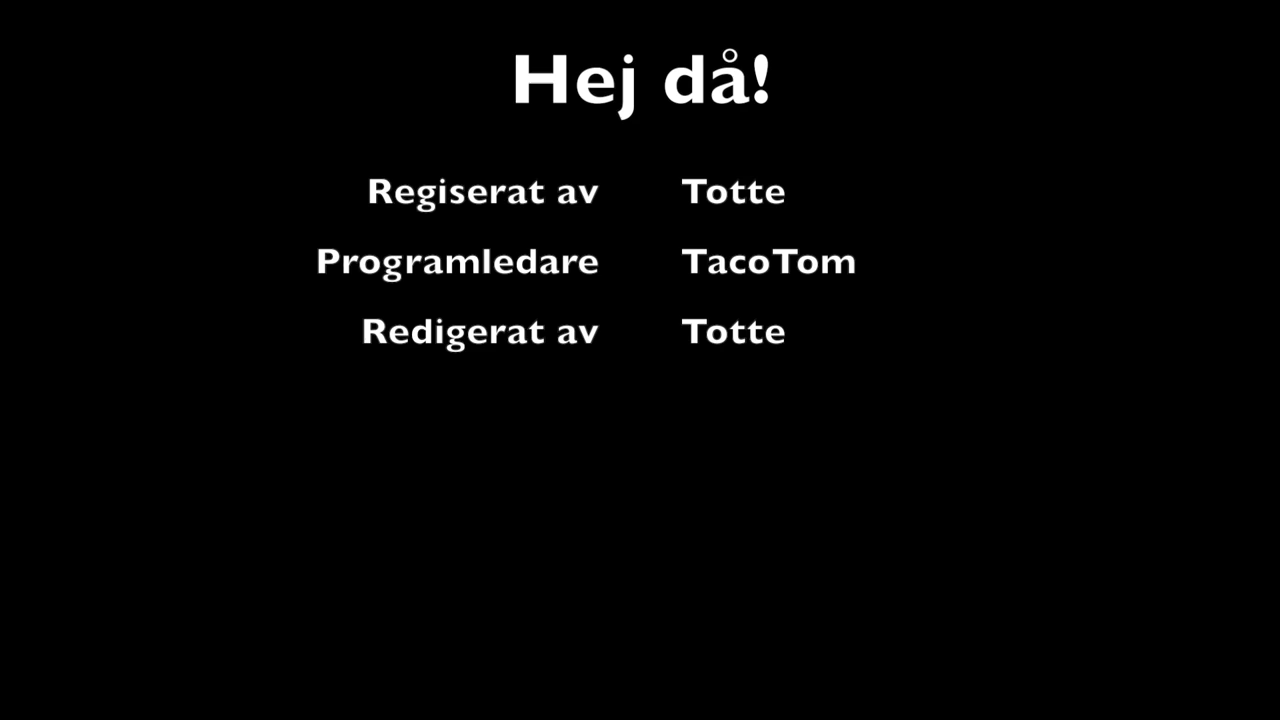 Hej då!
Regiserat av Totte
Programledare TacoTom
Redigerat av Totte